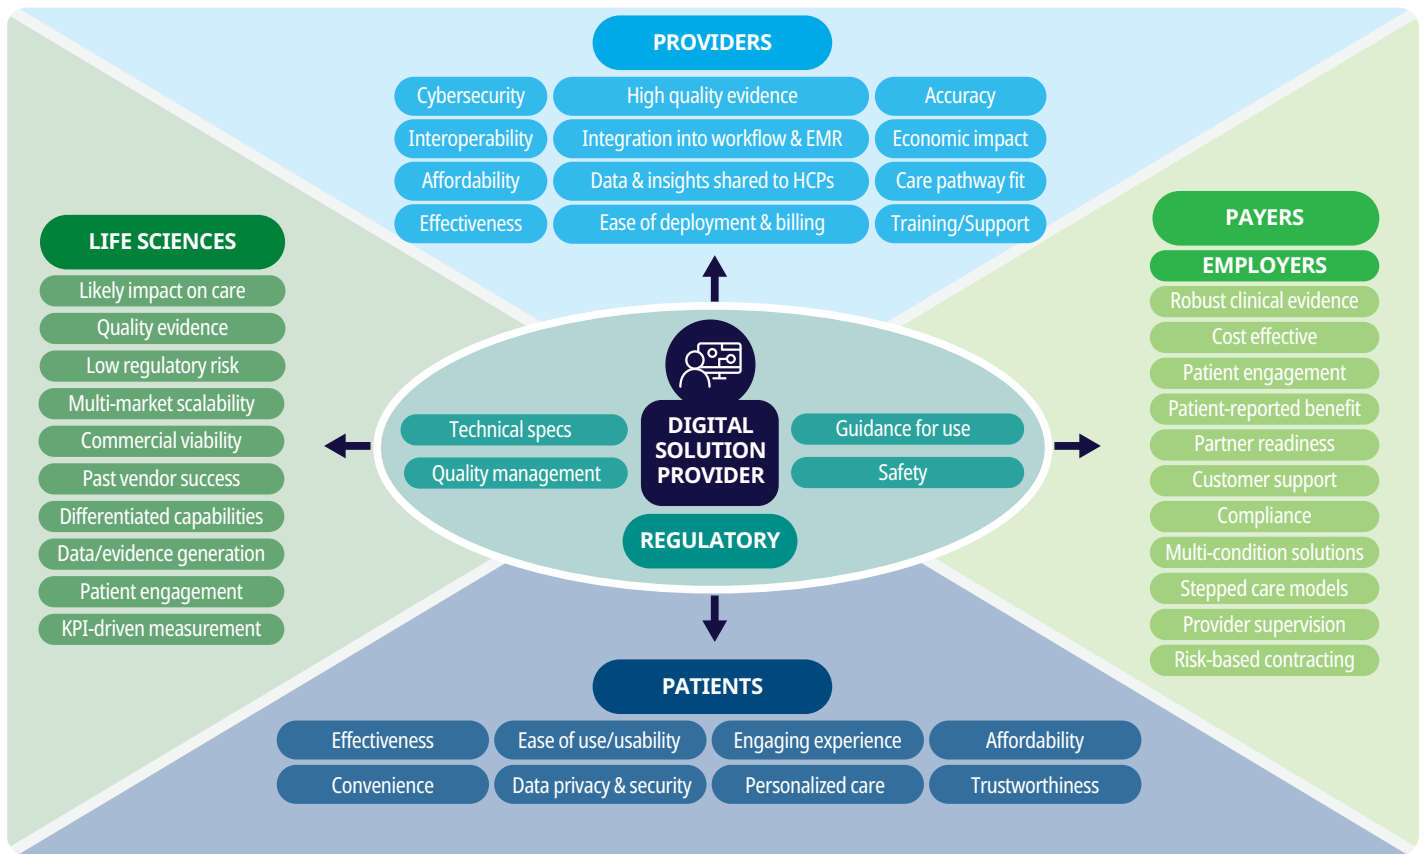 PROVIDERS
Cybersecurity
High quality evidence
Accuracy
Interoperability
Integration into workflow & EMR
Economic impact
Affordability
Data & insights shared to HCPs
Care pathway fit
Effectiveness
Ease of deployment & billing
Training/Support
LIFE SCIENCES
Likely impact on care
Quality evidence
Low regulatory risk
Multi-market scalability
Commercial viability
Past vendor success
Differentiated capabilities
Data/evidence generation
Patient engagement
KPI-driven measurement
DIGITAL
SOLUTION
PROVIDER
Technical specs
Quality management
Guidance for use
Safety
REGULATORY
PAYERS
EMPLOYERS
Robust clinical evidence
Cost effective
Patient engagement
Patient-reported benefit
Partner readiness
Customer support
Compliance
Multi-condition solutions
Stepped care models
Provider supervision
Risk-based contracting
PATIENTS
Effectiveness
Ease of use/usability
Engaging experience
Affordability
Convenience
Data privacy & security
Personalized care
Trustworthiness